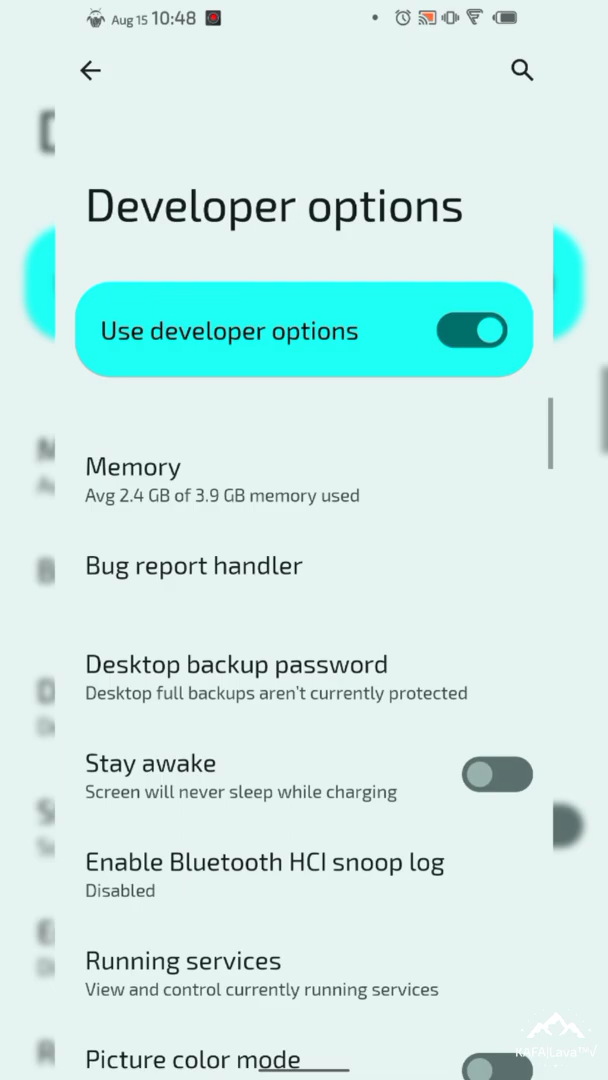 Aug 15 10:48
Developer options
Use developer options
Memory
Avg 2.4 GB of 3.9 GB memory used
Bug report handler
Desktop backup password
Desktop full backups aren't currently protected
Stay awake
Screen will never sleep while charging
Enable Bluetooth HCI snoop log
Disabled
Running services
View and control currently running services
Picture color mode